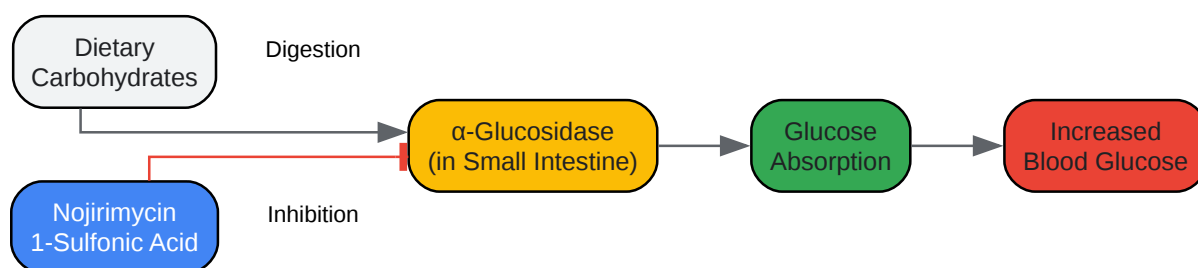 Dietary
Carbohydrates
Digestion
α-Glucosidase
(in Small Intestine)
Glucose
Absorption
Increased
Blood Glucose
Nojirimycin
1-Sulfonic Acid
Inhibition